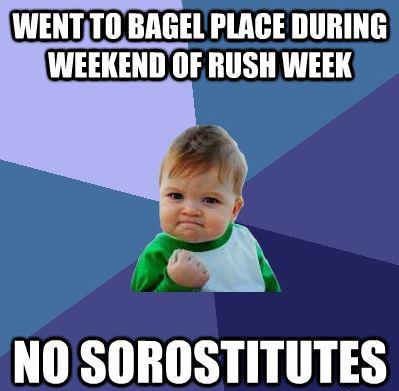 WENT TO BAGEL PLACE DURING
WEEKEND OF RUSH WEEK
NO SOROSTITUTES